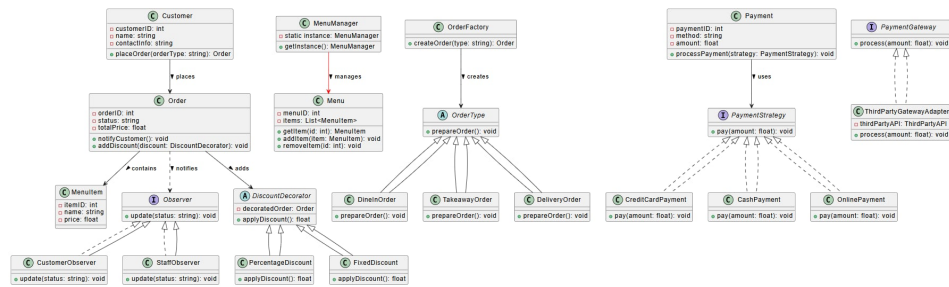 C Customer
customerID: int
name: string
contactInfo: string
placeOrder(orderType: string): Order
C MenuManager
static instance: MenuManager
getInstance(): MenuManager
C OrderFactory
createOrder(type: string): Order
C Payment
paymentID: int
method: string
amount: float
processPayment(strategy: PaymentStrategy): void
I PaymentGateway
process(amount: float): void
places
manages
creates
uses
C Order
orderID: int
status: string
totalPrice: float
notifyCustomer(): void
addDiscount(discount: DiscountDecorator): void
C Menu
menuID: int
items: List<MenuItem>
getItem(id: int): MenuItem
addItem(item: MenuItem): void
removeItem(id: int): void
A OrderType
prepareOrder(): void
I PaymentStrategy
pay(amount: float): void
C ThirdPartyGatewayAdapter
thirdPartyAPI: ThirdPartyAPI
process(amount: float): void
contains
notifies
adds
C MenuItem
itemID: int
name: string
price: float
I Observer
update(status: string): void
A DiscountDecorator
decoratedOrder: Order
applyDiscount(): float
C DineInOrder
prepareOrder(): void
C TakeawayOrder
prepareOrder(): void
C DeliveryOrder
prepareOrder(): void
C CreditCardPayment
pay(amount: float): void
C CashPayment
pay(amount: float): void
C OnlinePayment
pay(amount: float): void
C CustomerObserver
update(status: string): void
C StaffObserver
update(status: string): void
C PercentageDiscount
applyDiscount(): float
C FixedDiscount
applyDiscount(): float